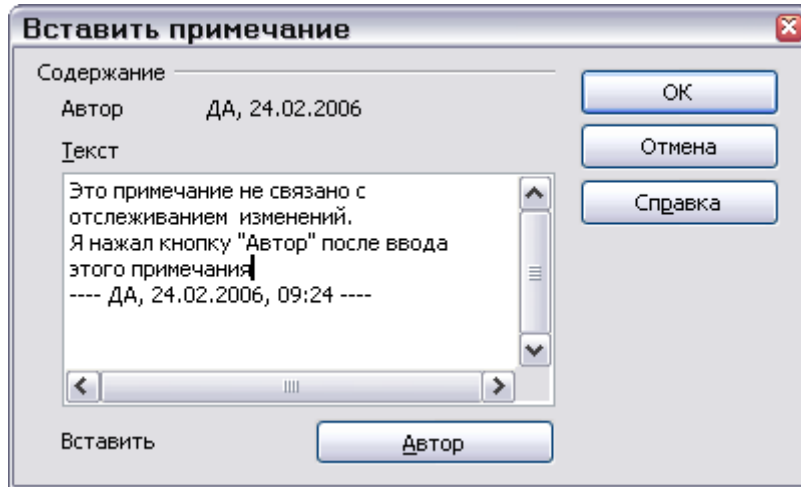 Вставить примечание
Содержание
Автор ДА, 24.02.2006
Текст
Это примечание не связано с
отслеживанием изменений.
Я нажал кнопку "Автор" после ввода
этого примечания
---- ДА, 24.02.2006, 09:24 ----
Вставить Автор
ОК
Отмена
Справка